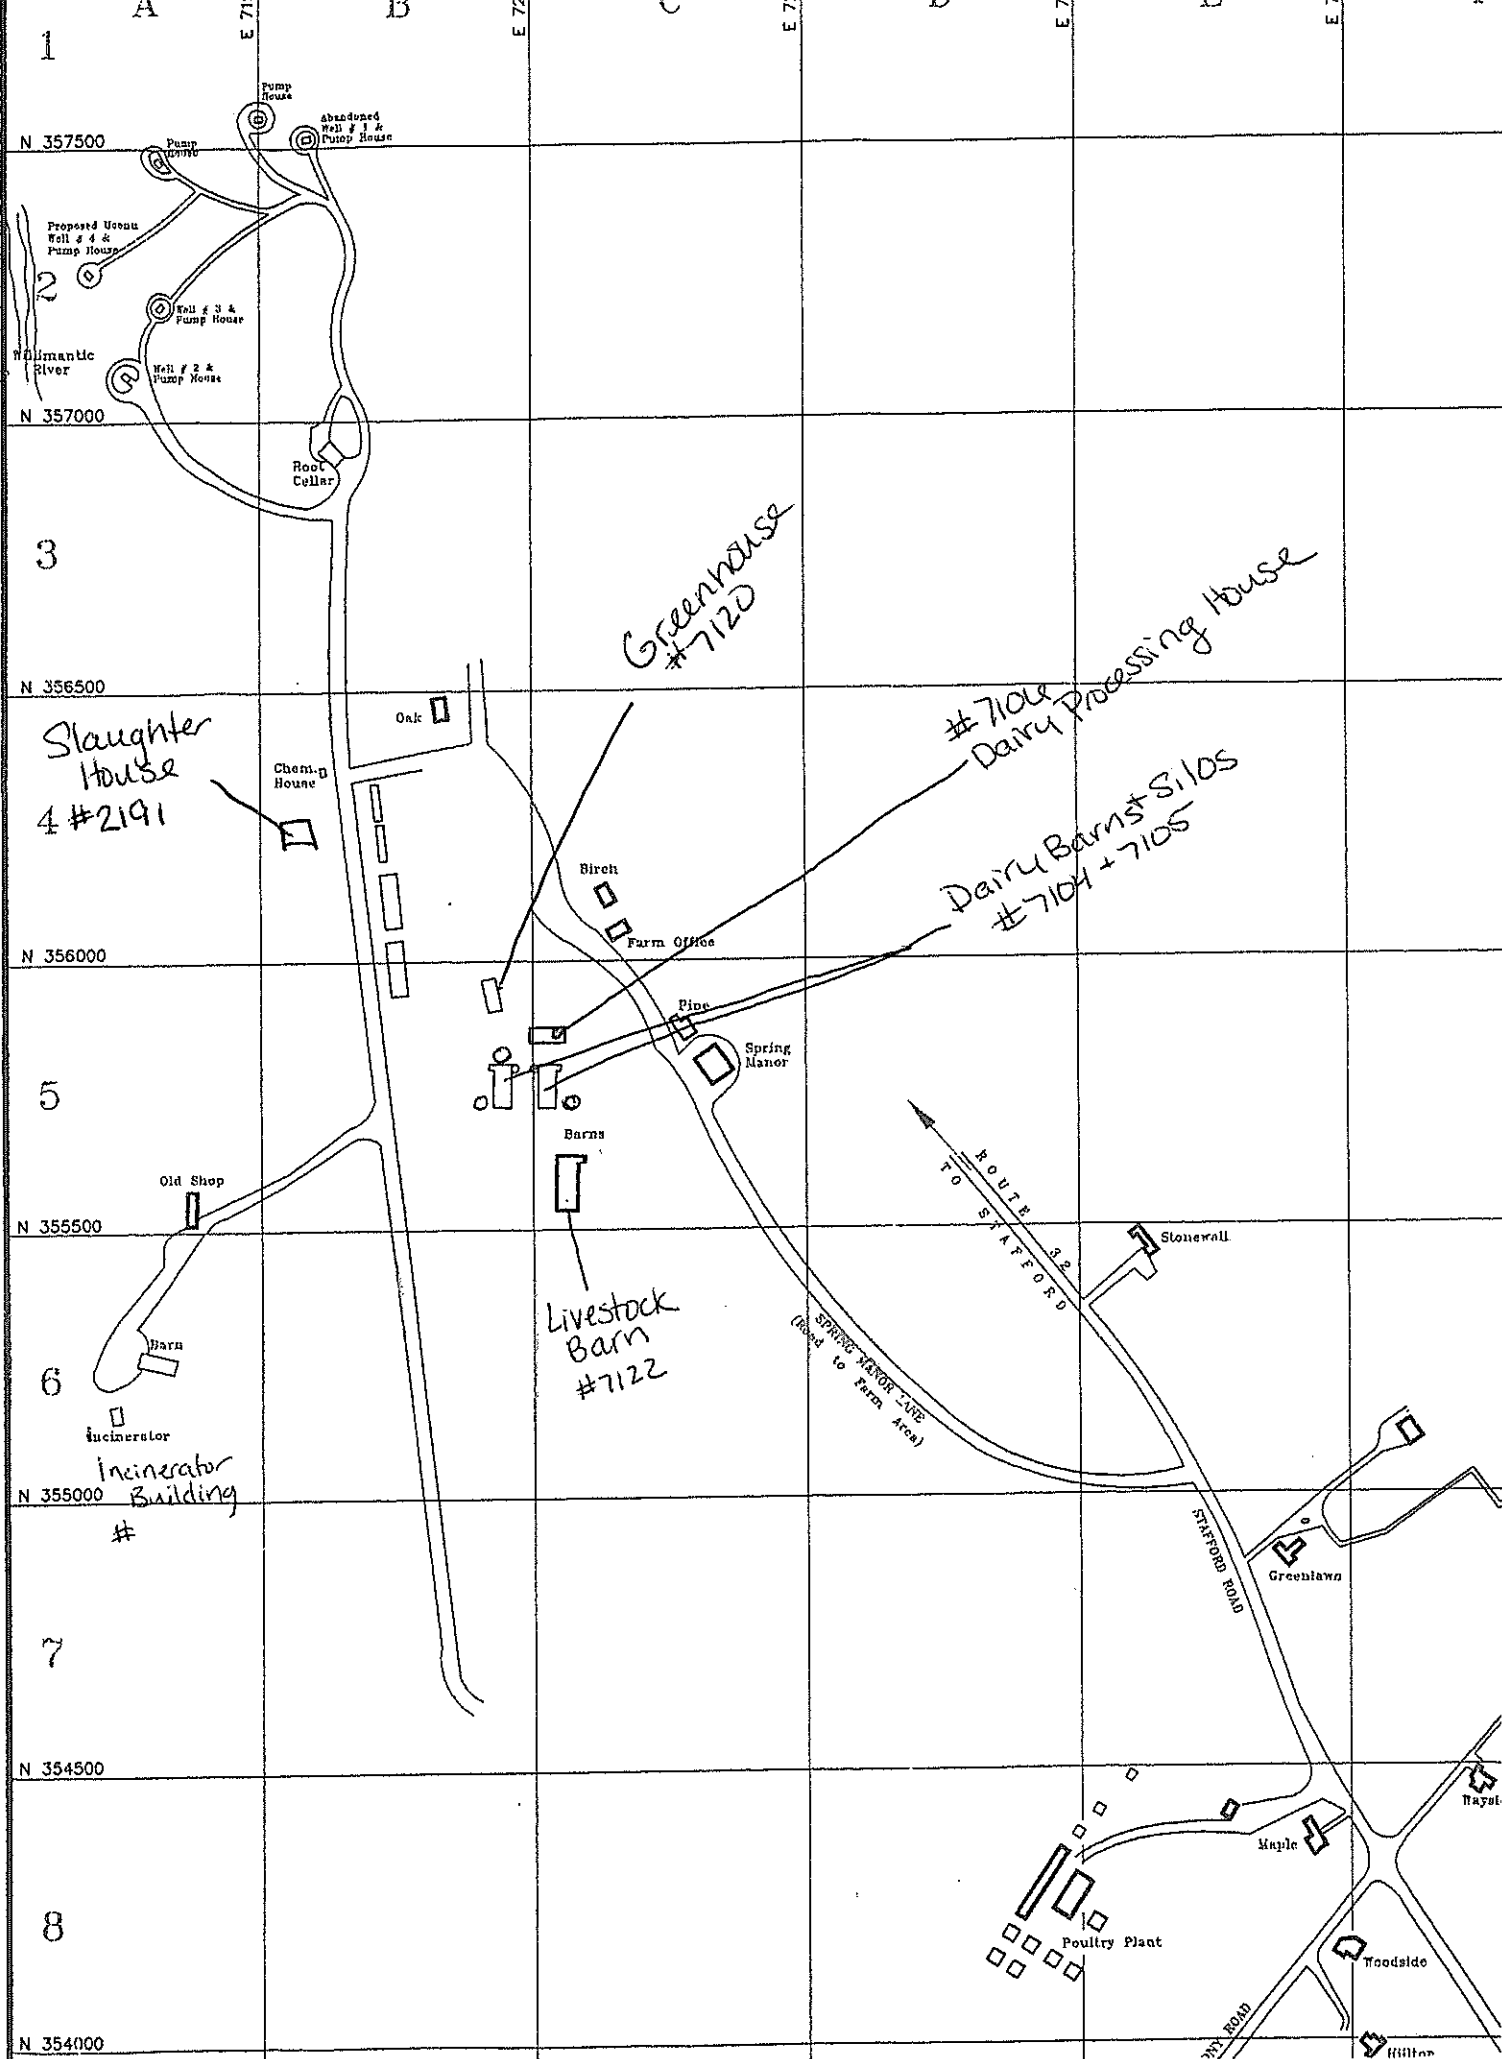 A
B
C
D
E
1
Pump
House
Abandoned
Well # 1 &
Pump House
N 357500
Pump
House
Proposed Uconn
Well # 4 &
Pump House
2
Well # 3 &
Pump House
Willimantic
River
Well # 2 &
Pump House
N 357000
Root
Cellar
3
Greenhouse
#7120
N 356500
Oak
Slaughter
House
#2191
Chem.
House
4
Dairy Processing House
Dairy Barns + Silos
#7104 + 7105
Birch
Farm Office
N 356000
Pine
Spring
Manor
5
Barns
Old Shop
N 355500
ROUTE 32
TO STAFFORD
Stonewall
Livestock
Barn
#7122
SPRING MANOR LANE
(Road to Farm Area)
Barn
6
Incinerator
Incinerator
Building
#
N 355000
STAFFORD ROAD
Greenlawn
7
N 354500
Maple
8
Poultry Plant
Woodside
N 354000
ROAD